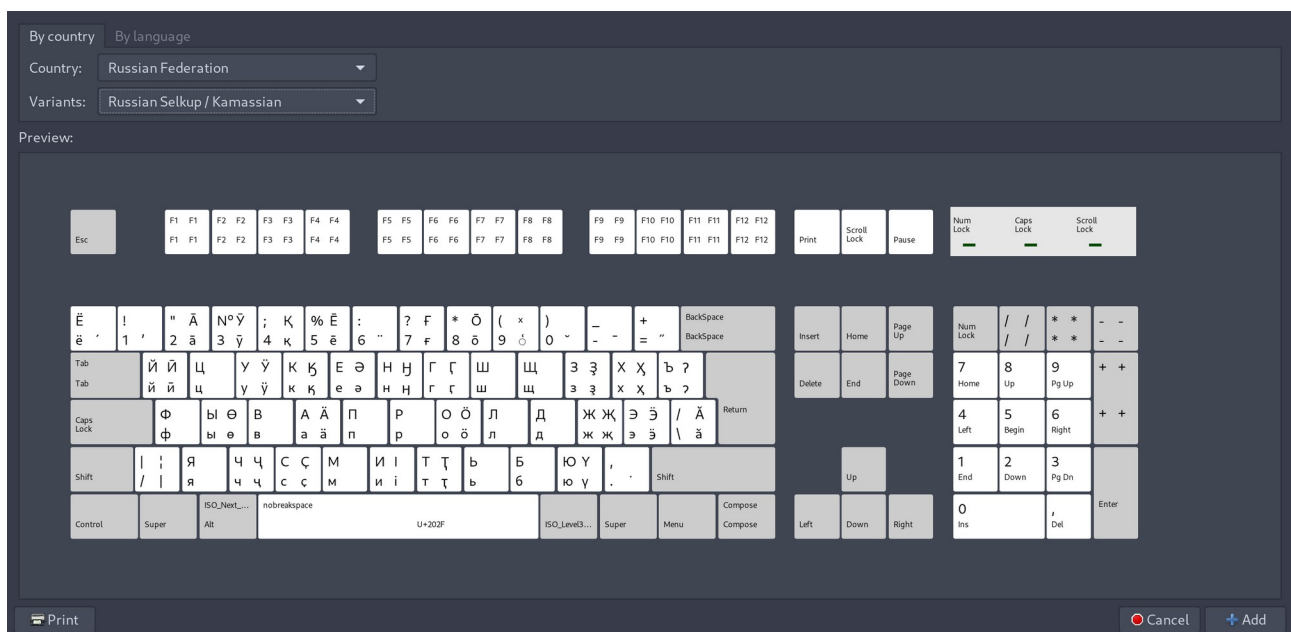 By country By language
Country: Russian Federation
Variants: Russian Selkup / Kamassian
Preview:
F1 F1 F2 F2 F3 F3 F4 F4 F5 F5 F6 F6 F7 F7 F8 F8 F9 F9 F10 F10 F11 F11 F12 F12 Scroll Lock Num Lock Caps Lock Scroll Lock
Esc F1 F1 F2 F2 F3 F3 F4 F4 F5 F5 F6 F6 F7 F7 F8 F8 F9 F9 F10 F10 F11 F11 F12 F12 Print Pause
Ё ! " Ā № Ȳ ; Қ % Ē : ? Ғ * Ō ( × ) _ + BackSpace Insert Home Page Up Num Lock / / * * - -
ё ´ 1 ' 2 ā 3 ȳ 4 қ 5 ē 6 ¨ 7 ғ 8 ō 9 0 ˘ - ¯ = ″ BackSpace / / * * - -
Tab Й Ӣ Ц У Ӱ К Ӄ Е Ә Н Ӈ Г Ӷ Ш Щ З Ҙ Х Ҳ Ъ ʔ 7 8 9 + +
Tab й ӣ ц у ӱ к ӄ е ә н ӈ г ӷ ш щ з ҙ х ҳ ъ ʔ Delete End Page Down Home Up Pg Up
Caps Lock Ф Ы Ө В А Ӓ П Р О Ӧ Л Д Ж Җ Э Ӭ / Ӑ Return 4 5 6 + +
ф ы ө в а ӓ п р о ӧ л д ж җ э ӭ \ ӑ Left Begin Right
Shift | ¦ Я Ч Ҷ С Ҫ М И І Т Ҭ Ь Б Ю Ү , Shift Up 1 2 3
/ | я ч ҷ с ҫ м и і т ҭ ь б ю ү . ˙ End Down Pg Dn
Control Super ISO_Next_... Alt nobreakspace U+202F ISO_Level3... Super Menu Compose Compose Left Down Right 0 Ins , Del Enter
Print Cancel Add